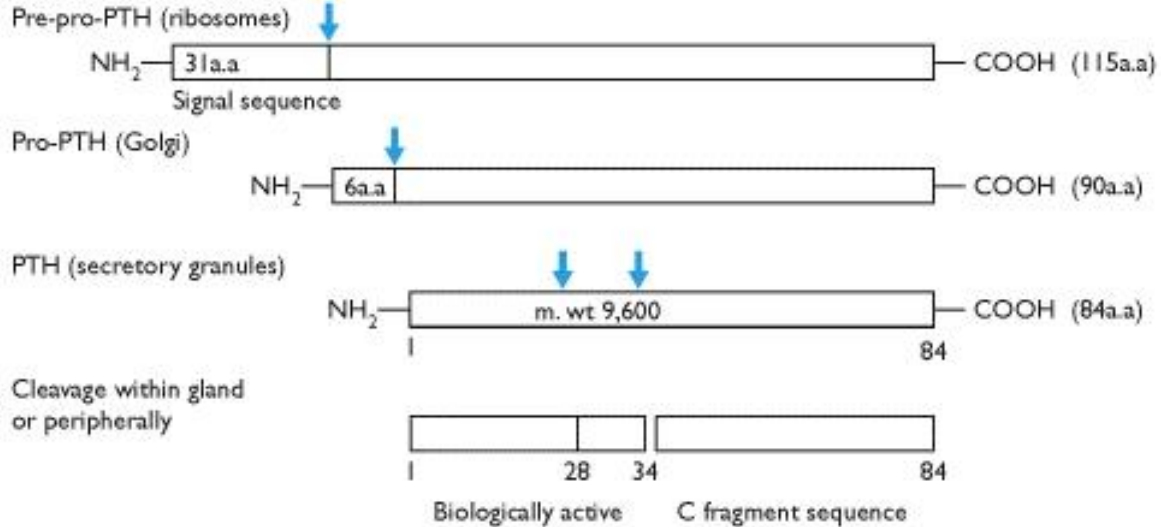 Pre-pro-PTH (ribosomes)
NH2 31a.a COOH (115a.a)
Signal sequence
Pro-PTH (Golgi)
NH2 6a.a COOH (90a.a)
PTH (secretory granules)
NH2 m. wt 9,600 COOH (84a.a)
1 84
Cleavage within gland
or peripherally
1 28 34 84
Biologically active C fragment sequence